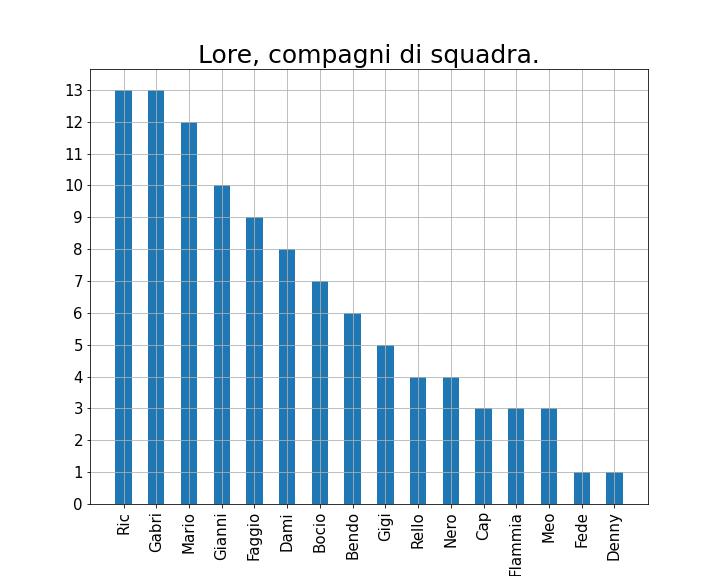 Lore, compagni di squadra.
13
12
11
10
9
8
7
6
5
4
3
2
1
0
Ric
Gabri
Mario
Gianni
Faggio
Dami
Bocio
Bendo
Gigi
Rello
Nero
Cap
Flammia
Meo
Fede
Denny